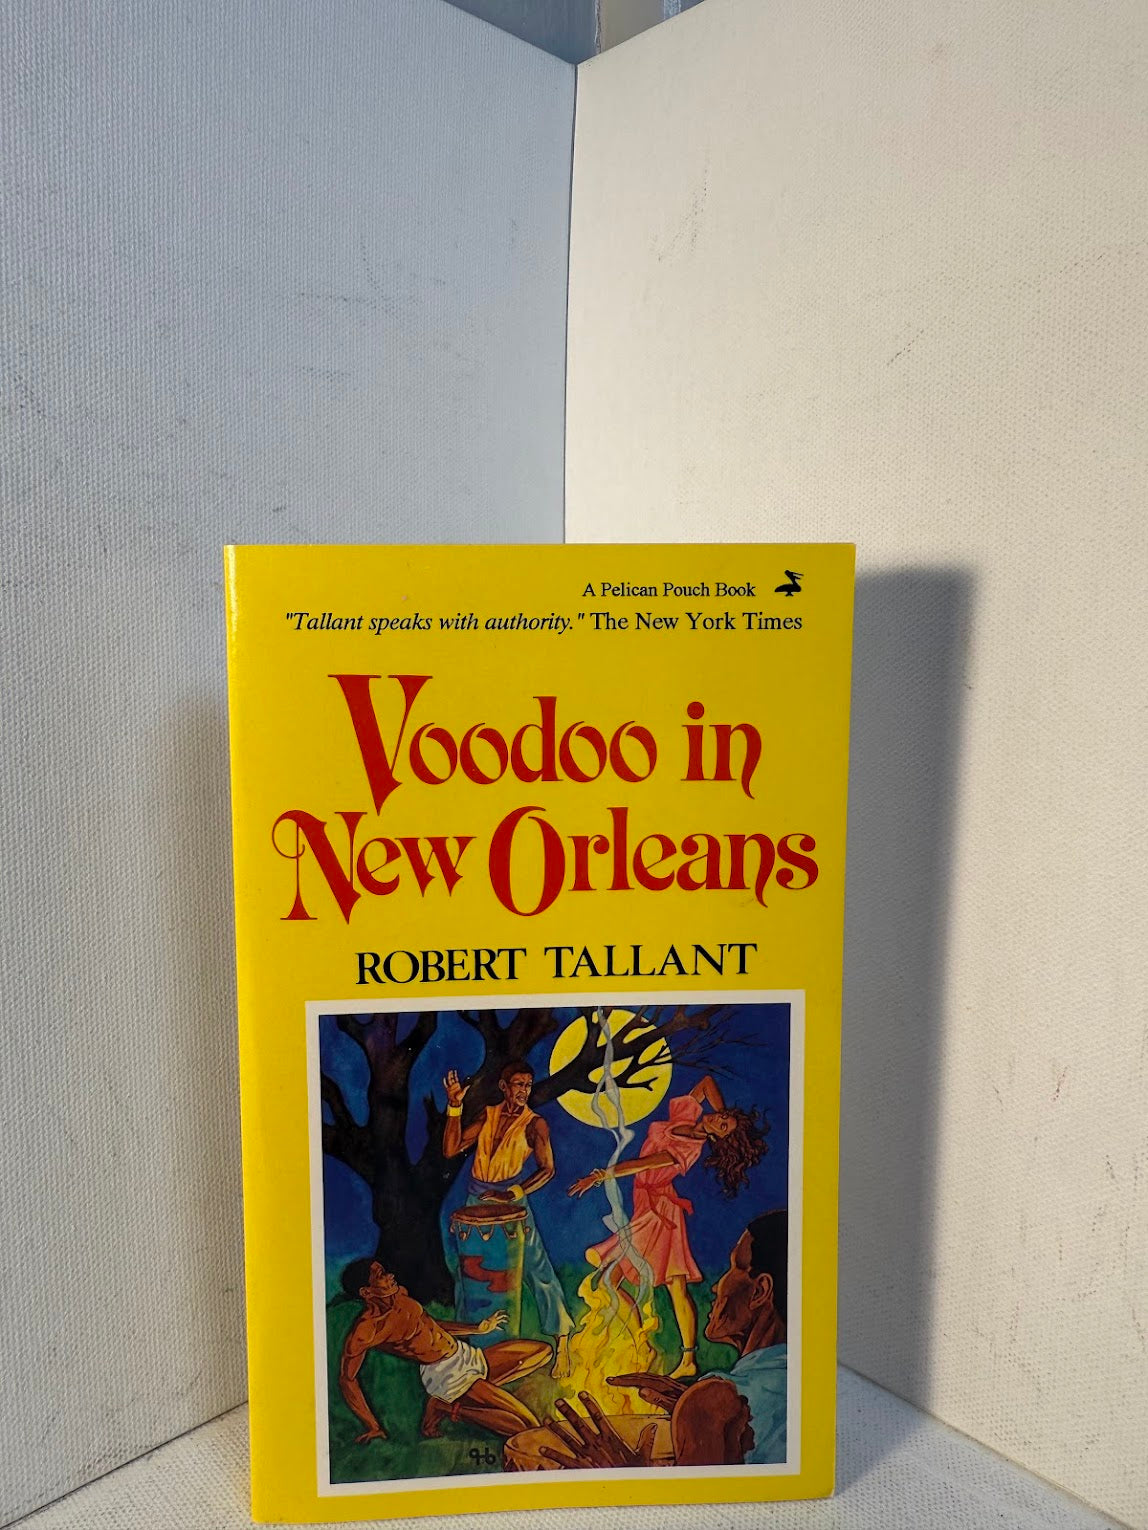 A Pelican Pouch Book
"Tallant speaks with authority." The New York Times
Voodoo in
New Orleans
ROBERT TALLANT